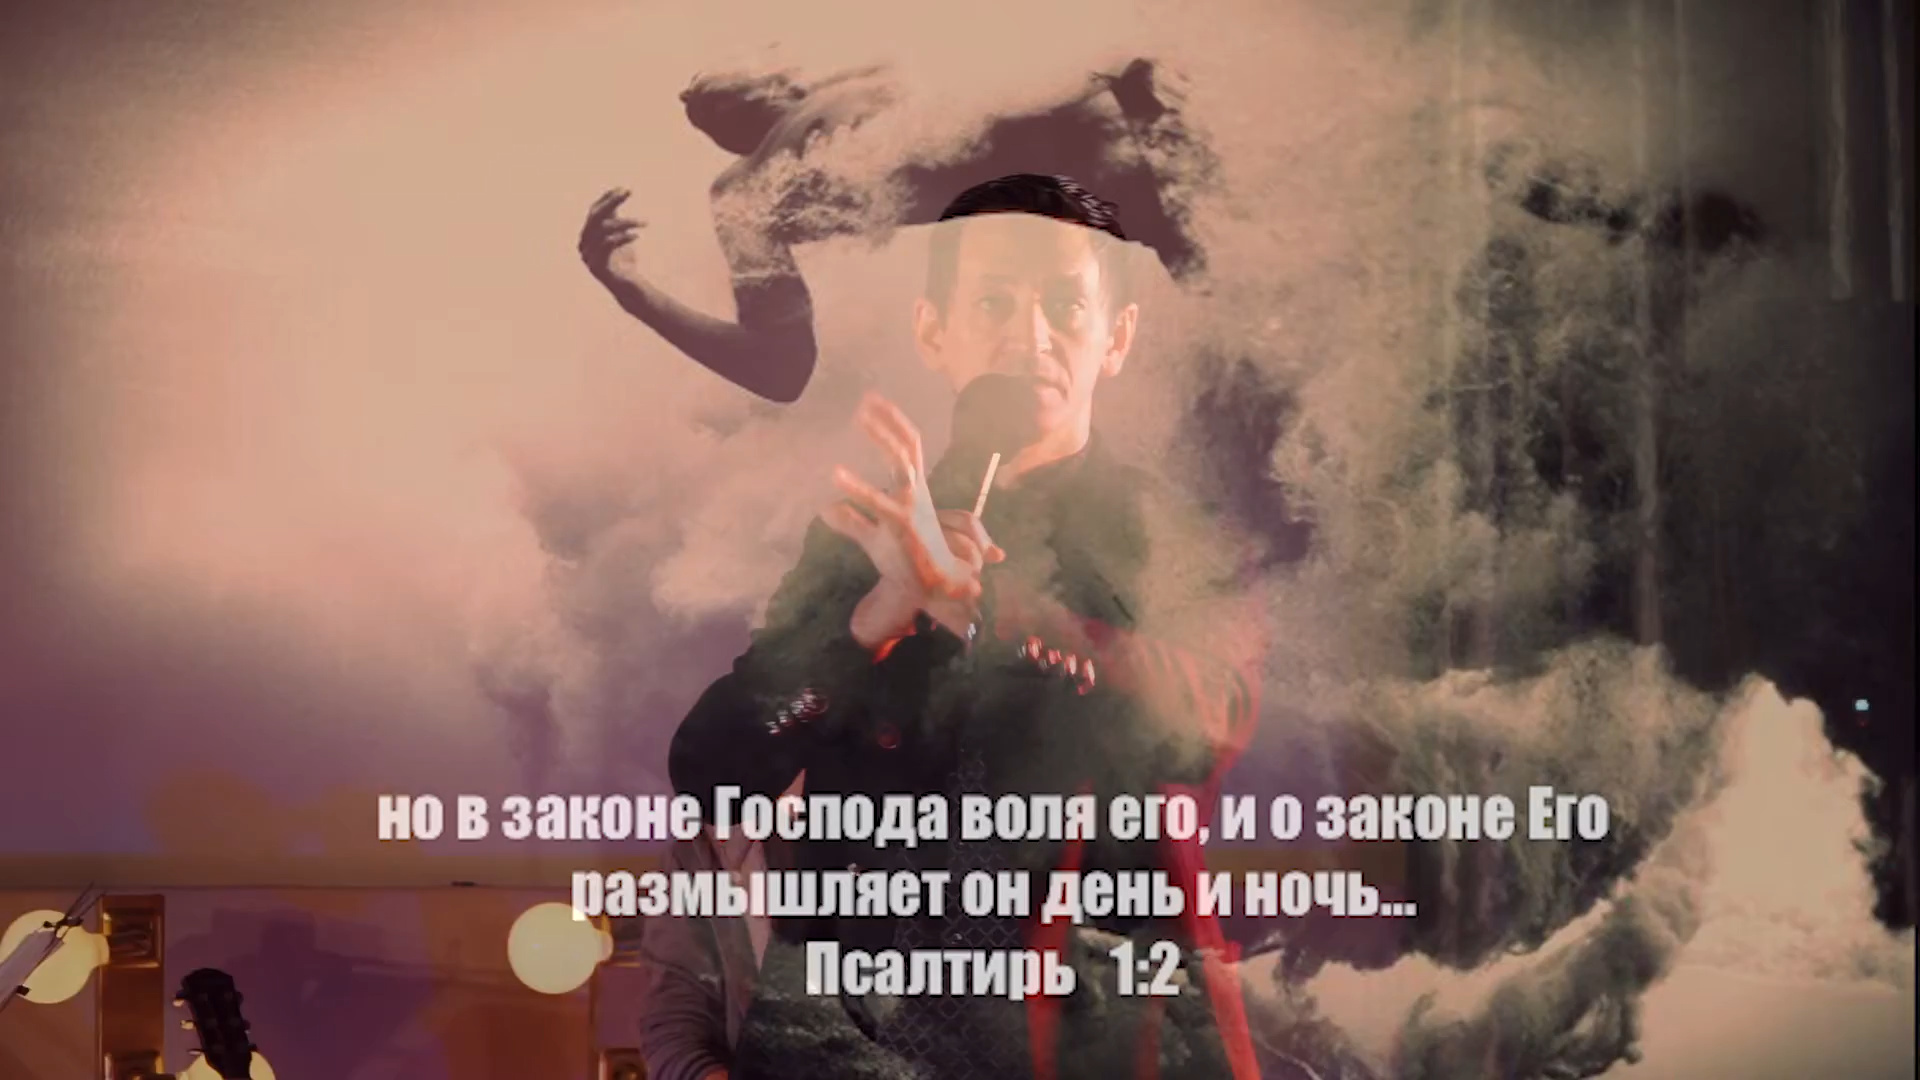 но в законе Господа воля его, и о законе Его
размышляет он день и ночь...
Псалтирь 1:2